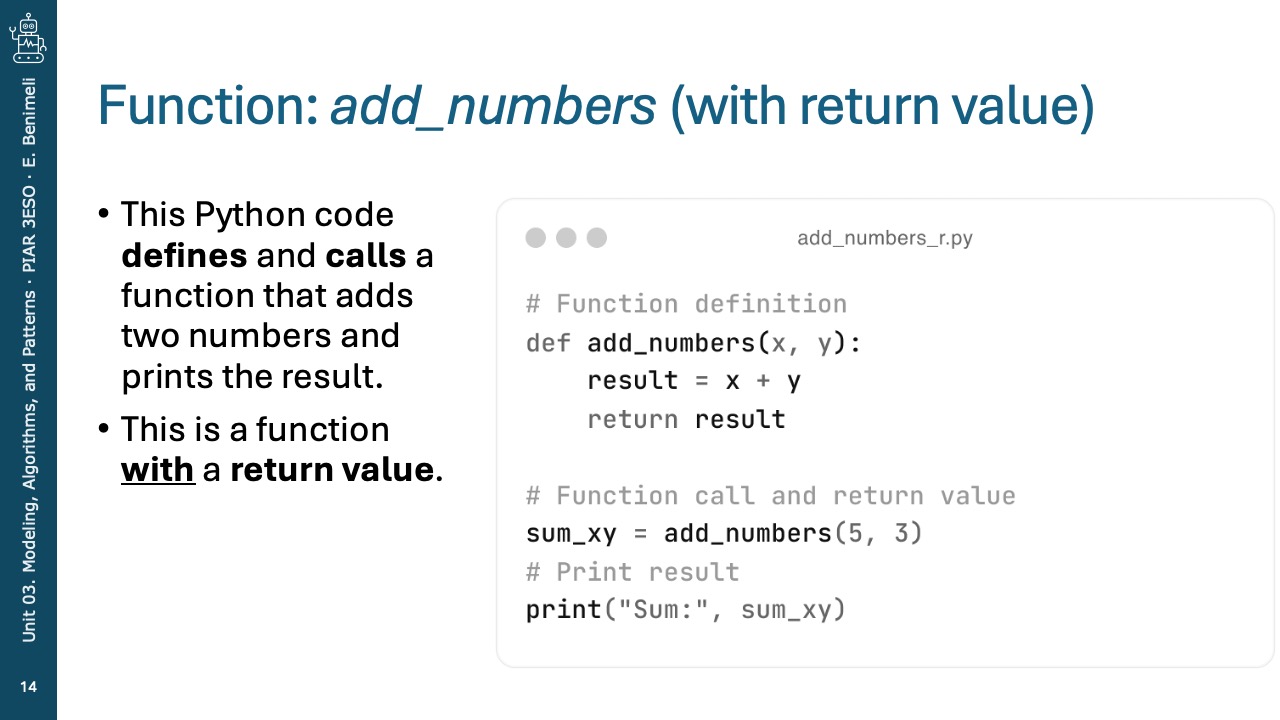 Function: add_numbers (with return value)
• This Python code
defines and calls a
function that adds
two numbers and
prints the result.
• This is a function
with a return value.
add_numbers_r.py
# Function definition
def add_numbers(x, y):
    result = x + y
    return result

# Function call and return value
sum_xy = add_numbers(5, 3)
# Print result
print("Sum:", sum_xy)
Unit 03. Modeling, Algorithms, and Patterns · PIAR 3ESO · E. Benimeli
14